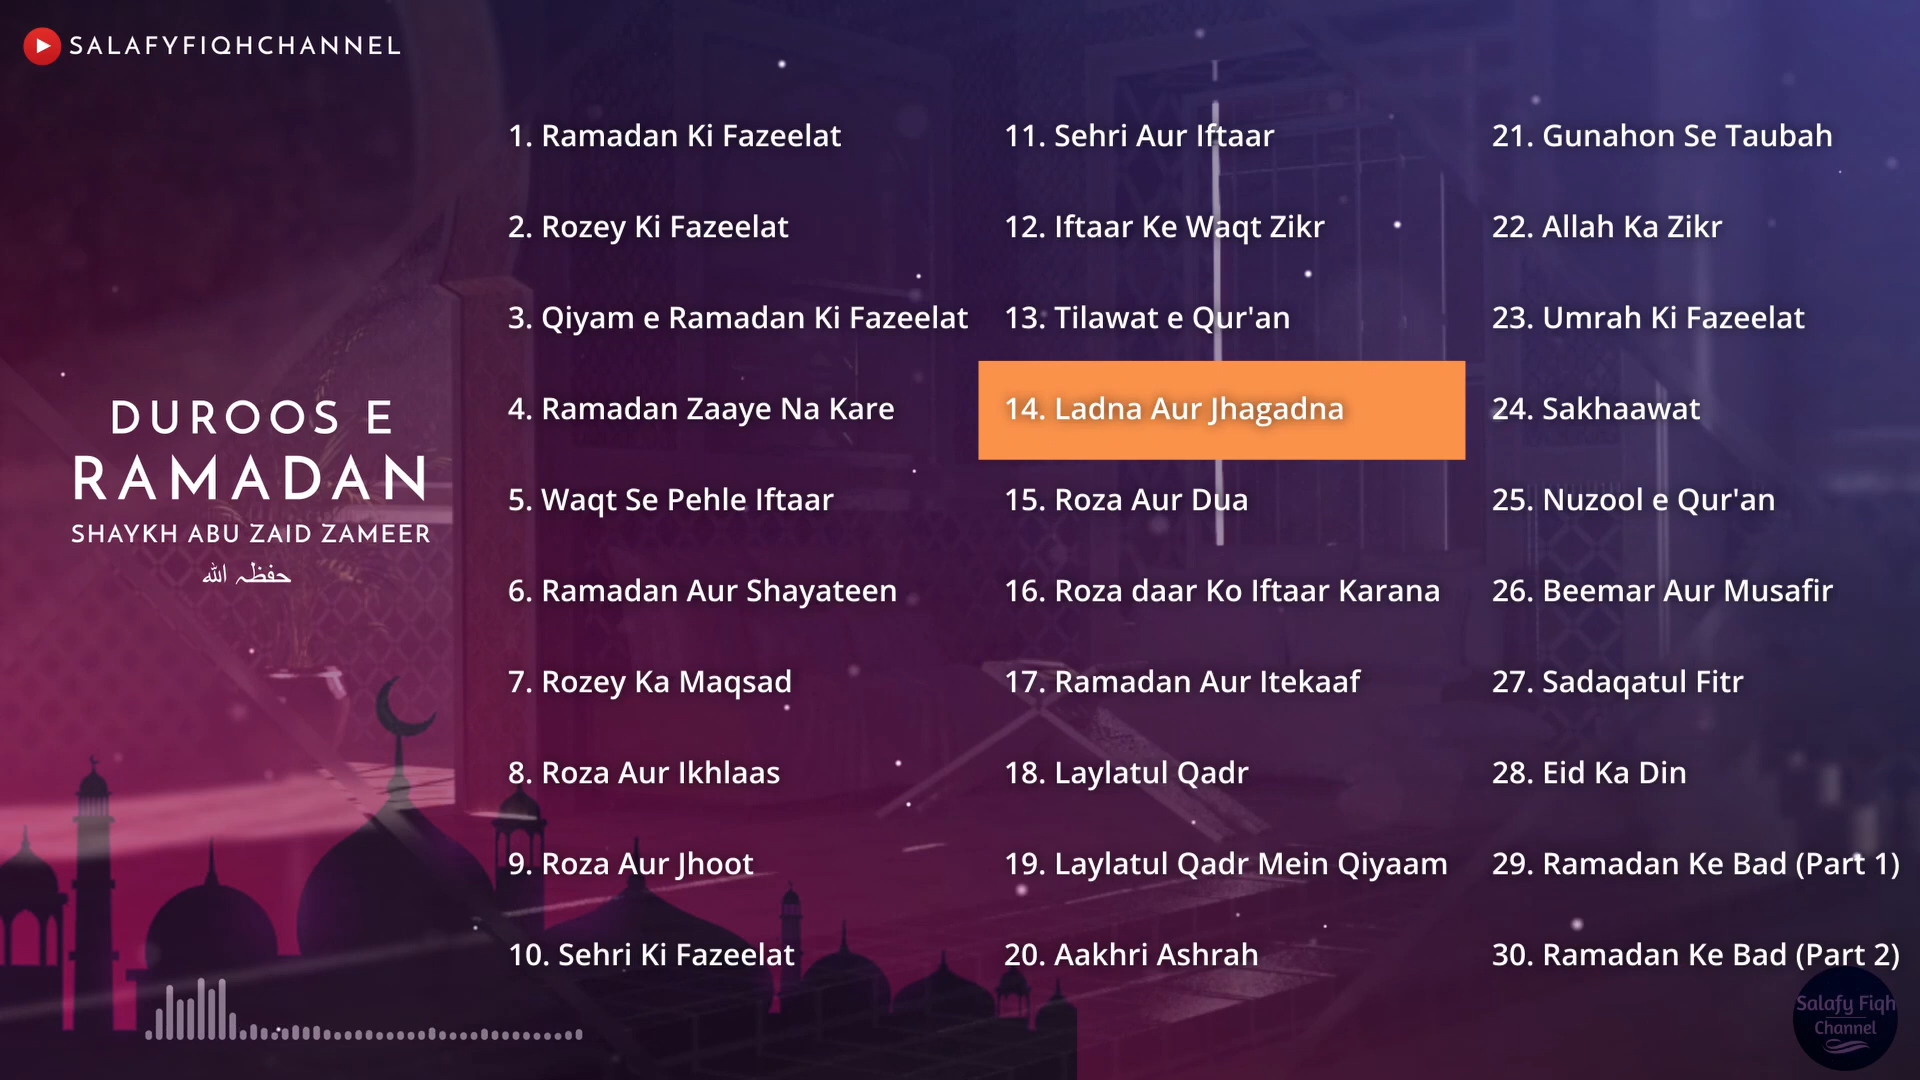 SALAFYFIQHCHANNEL
DUROOS E
RAMADAN
SHAYKH ABU ZAID ZAMEER
حفظہ اللہ
1. Ramadan Ki Fazeelat
2. Rozey Ki Fazeelat
3. Qiyam e Ramadan Ki Fazeelat
4. Ramadan Zaaye Na Kare
5. Waqt Se Pehle Iftaar
6. Ramadan Aur Shayateen
7. Rozey Ka Maqsad
8. Roza Aur Ikhlaas
9. Roza Aur Jhoot
10. Sehri Ki Fazeelat
11. Sehri Aur Iftaar
12. Iftaar Ke Waqt Zikr
13. Tilawat e Qur'an
14. Ladna Aur Jhagadna
15. Roza Aur Dua
16. Roza daar Ko Iftaar Karana
17. Ramadan Aur Itekaaf
18. Laylatul Qadr
19. Laylatul Qadr Mein Qiyaam
20. Aakhri Ashrah
21. Gunahon Se Taubah
22. Allah Ka Zikr
23. Umrah Ki Fazeelat
24. Sakhaawat
25. Nuzool e Qur'an
26. Beemar Aur Musafir
27. Sadaqatul Fitr
28. Eid Ka Din
29. Ramadan Ke Bad (Part 1)
30. Ramadan Ke Bad (Part 2)
Salafy Fiqh
Channel